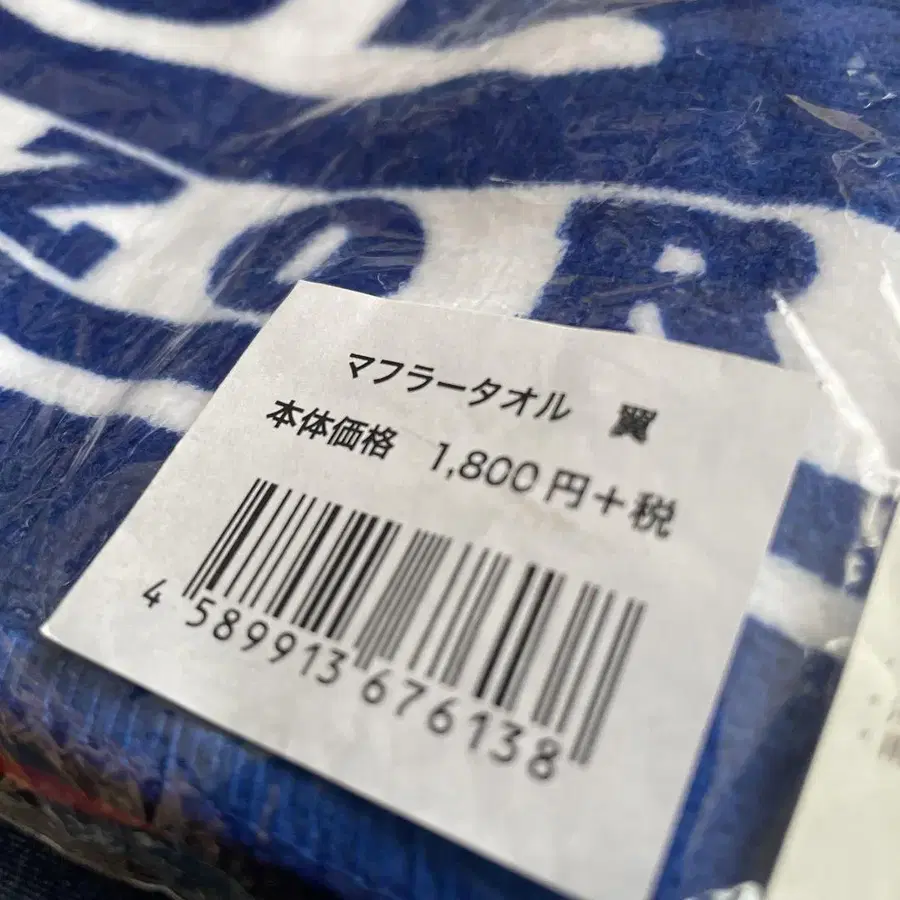 マフラータオル　翼
本体価格　1,800円＋税
4 589913 676138